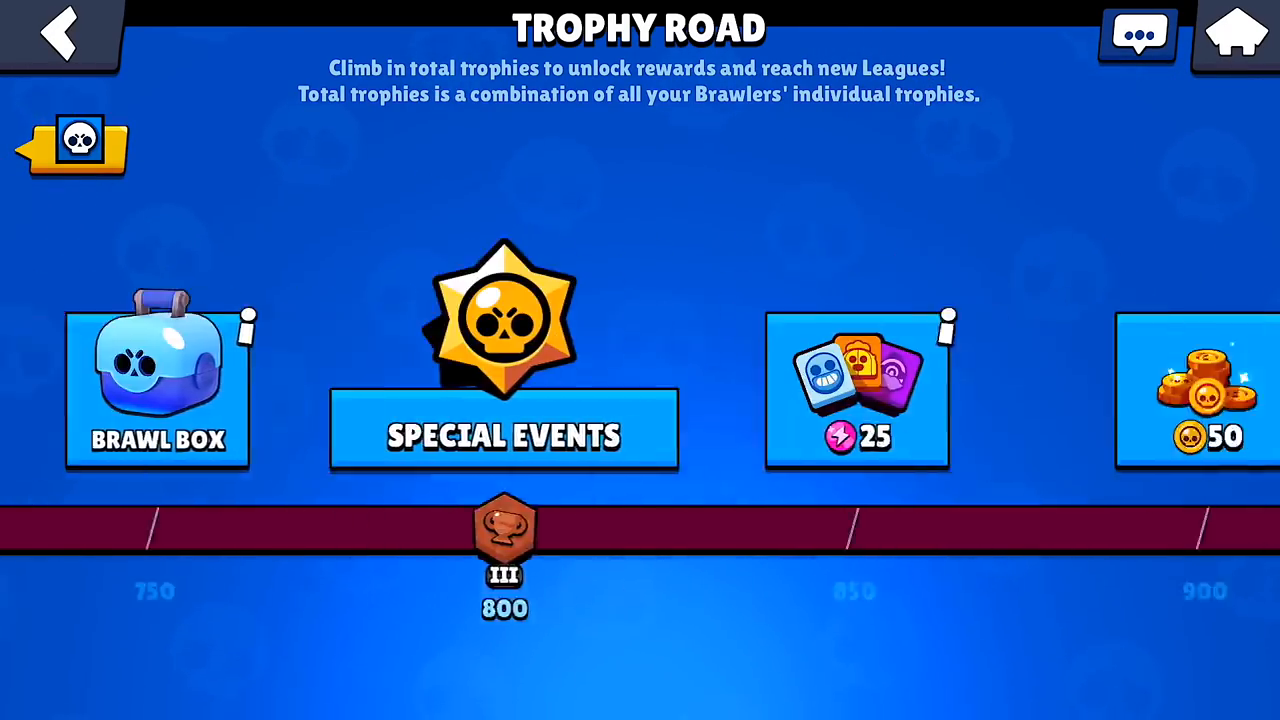 TROPHY ROAD
Climb in total trophies to unlock rewards and reach new Leagues!
Total trophies is a combination of all your Brawlers' individual trophies.
BRAWL BOX
SPECIAL EVENTS
25
50
III
750
800
850
900